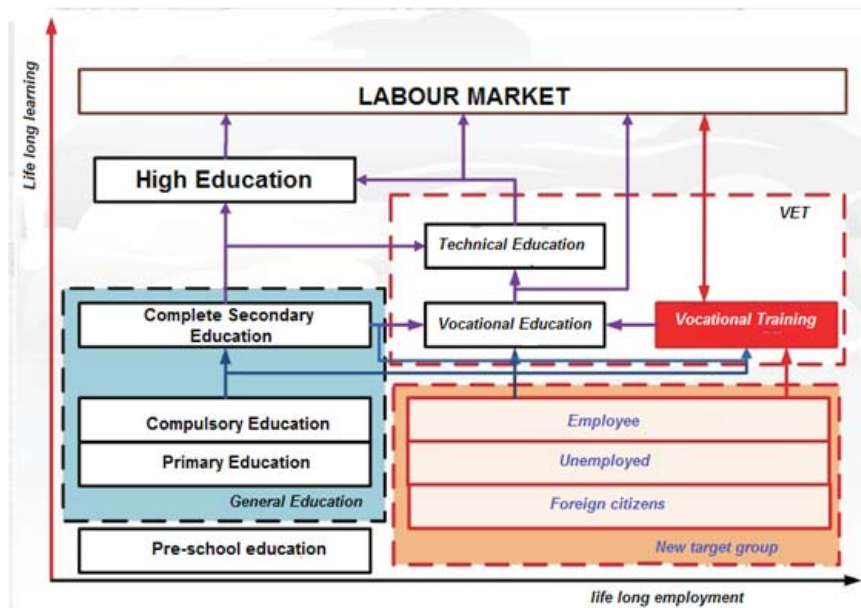 Life long learning
LABOUR MARKET
High Education
VET
Technical Education
Complete Secondary
Education
Vocational Education
Vocational Training
Compulsory Education
Primary Education
General Education
Pre-school education
Employee
Unemployed
Foreign citizens
New target group
life long employment